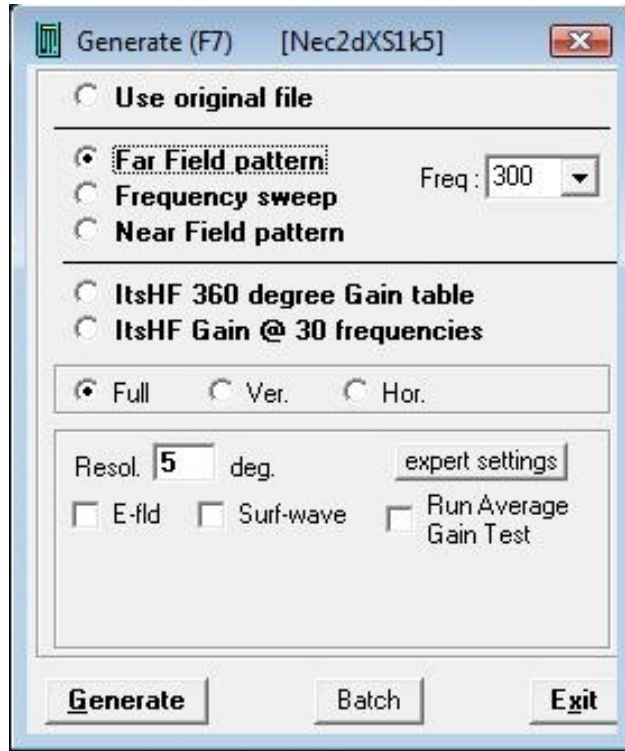 Generate (F7) [Nec2dXS1k5]
Use original file
Far Field pattern
Freq : 300
Frequency sweep
Near Field pattern
ItsHF 360 degree Gain table
ItsHF Gain @ 30 frequencies
Full Ver. Hor.
Resol. 5 deg. expert settings
E-fld Surf-wave Run Average
Gain Test
Generate Batch Exit